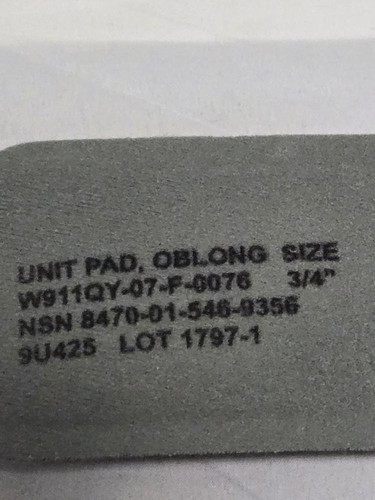 UNIT PAD, OBLONG SIZE
W911QY-07-F-0076 3/4"
NSN 8470-01-546-9356
9U425 LOT 1797-1